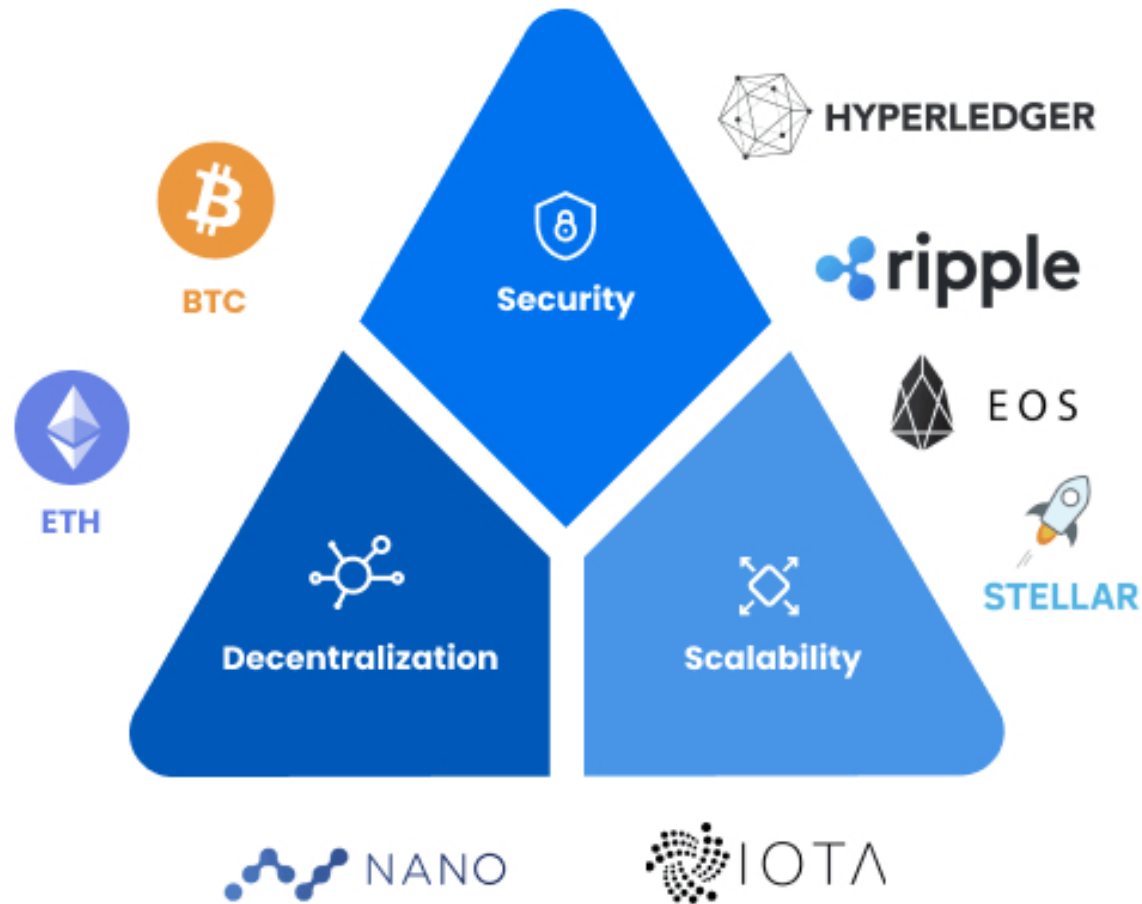 HYPERLEDGER
BTC
ripple
Security
EOS
ETH
STELLAR
Decentralization
Scalability
NANO
IOTA